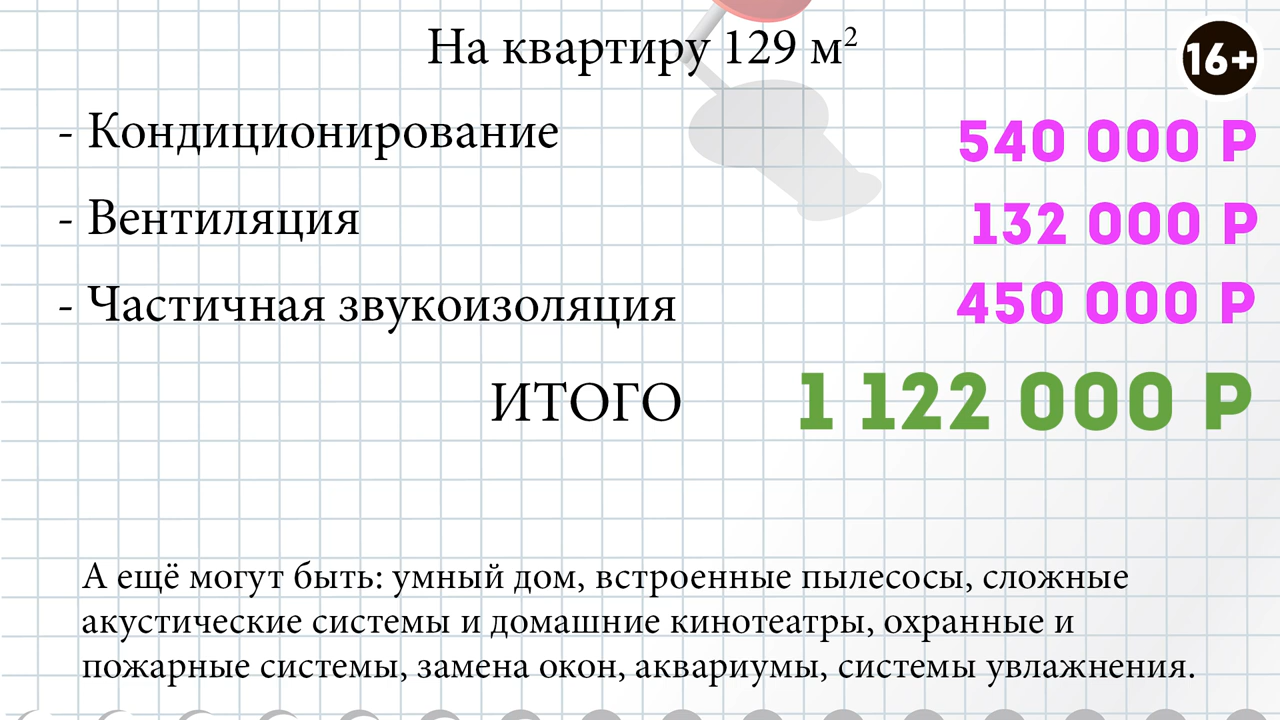 На квартиру 129 м²
16+
- Кондиционирование 540 000 Р
- Вентиляция 132 000 Р
- Частичная звукоизоляция 450 000 Р
ИТОГО 1 122 000 Р
А ещё могут быть: умный дом, встроенные пылесосы, сложные
акустические системы и домашние кинотеатры, охранные и
пожарные системы, замена окон, аквариумы, системы увлажнения.